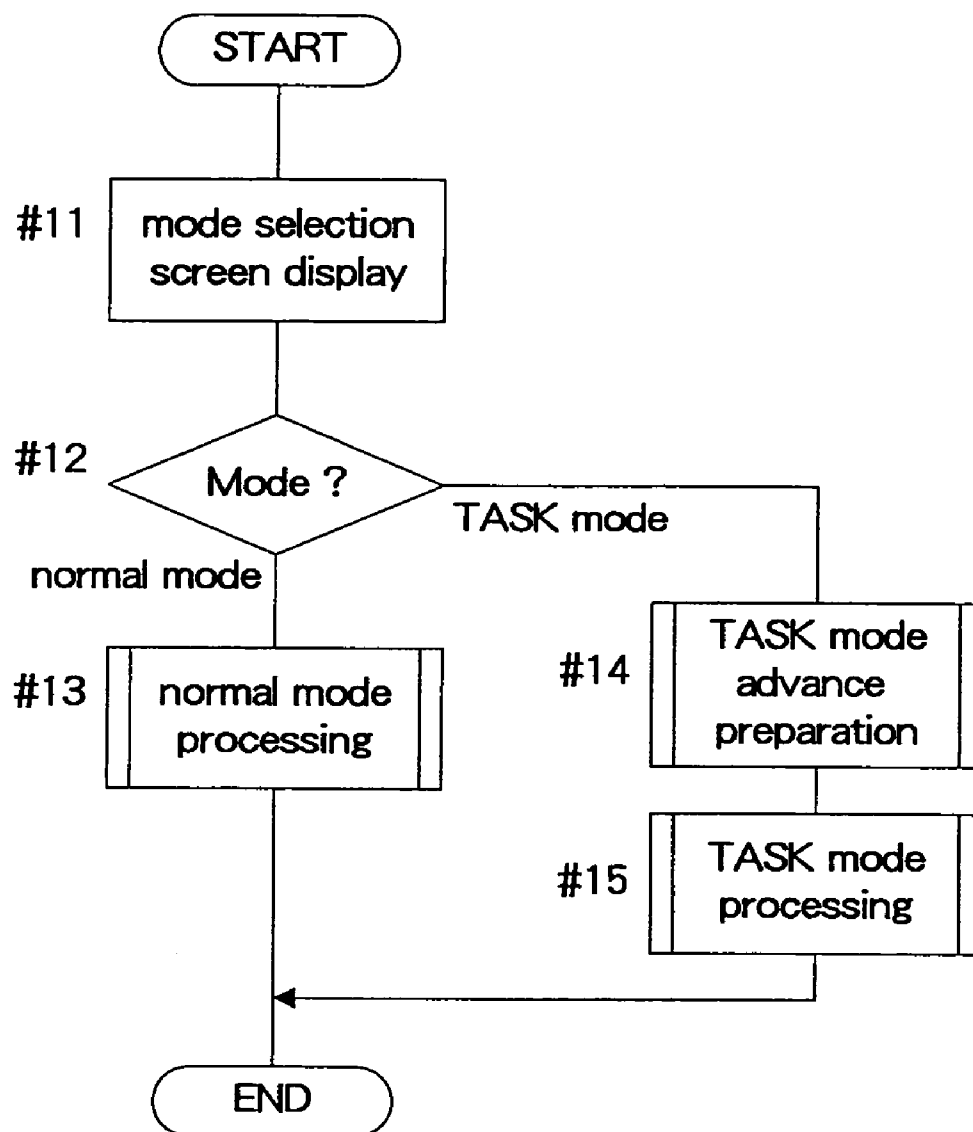 START
#11
mode selection
screen display
#12
Mode ?
TASK mode
normal mode
#13
normal mode
processing
#14
TASK mode
advance
preparation
#15
TASK mode
processing
END